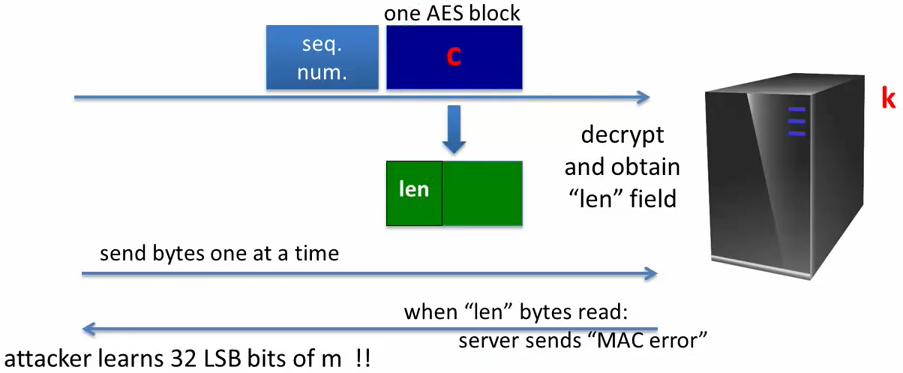 one AES block
seq.
num.
c
k
decrypt
and obtain
“len” field
len
send bytes one at a time
when “len” bytes read:
server sends “MAC error”
attacker learns 32 LSB bits of m !!